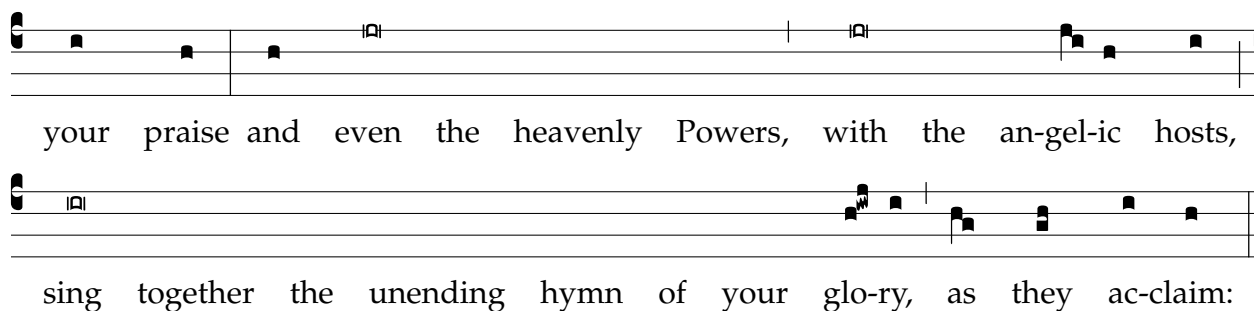 your praise and even the heavenly Powers, with the an-gel-ic hosts,
sing together the unending hymn of your glo-ry, as they ac-claim: